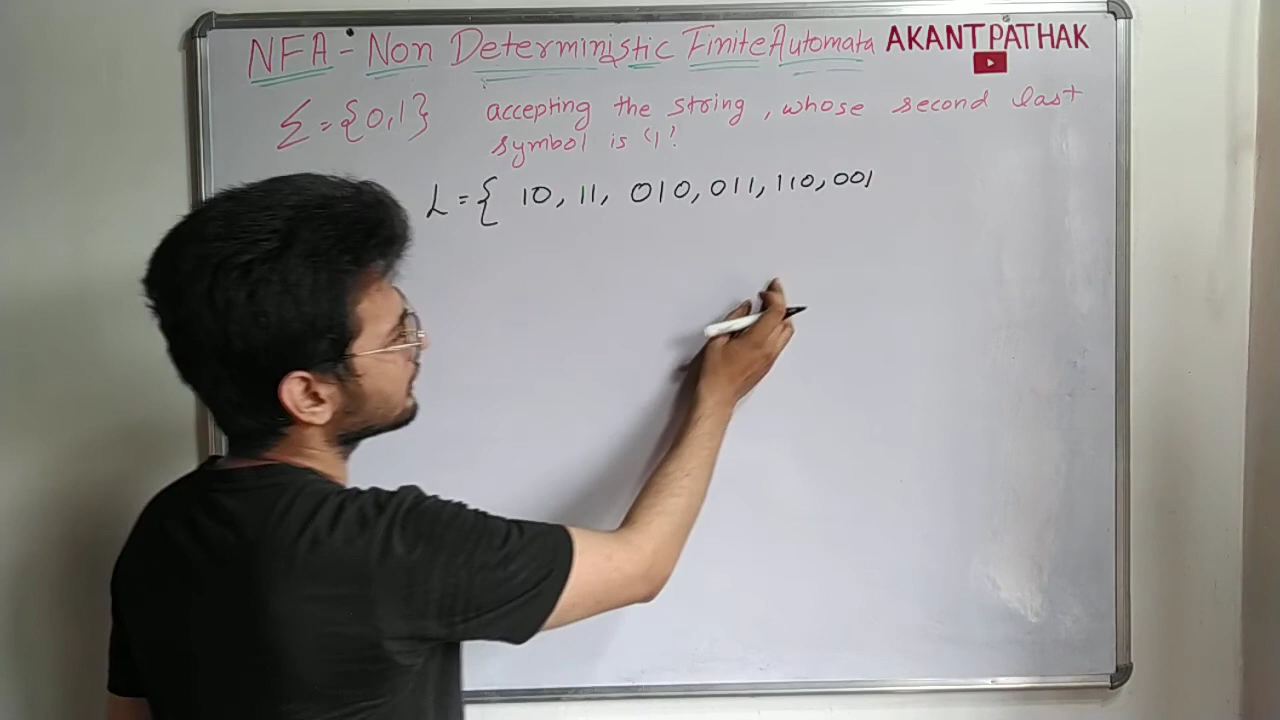 NFA - Non Deterministic Finite Automata AKANT PATHAK
Σ = {0,1} accepting the string , whose second last
symbol is '1'
L = { 10, 11, 010, 011, 110, 001